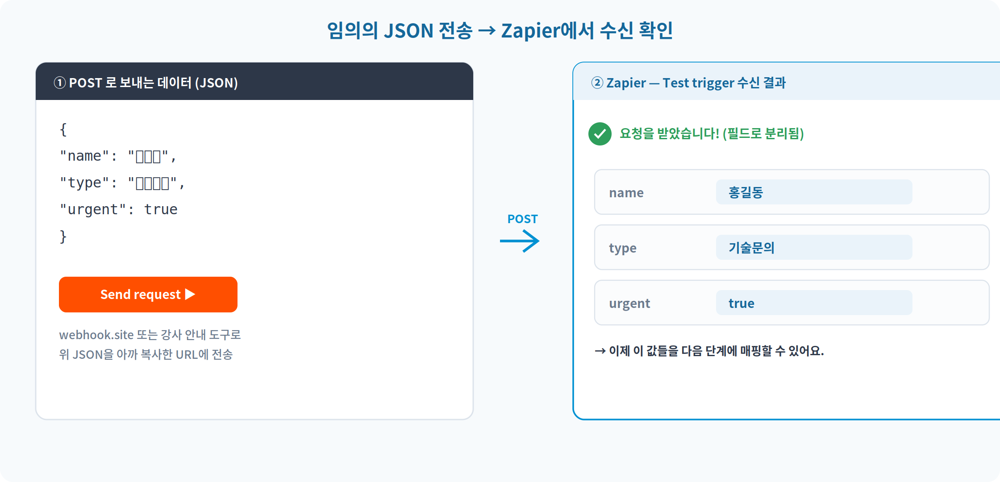 임의의 JSON 전송 → Zapier에서 수신 확인
① POST 로 보내는 데이터 (JSON)
{
"name": "□□□",
"type": "□□□□",
"urgent": true
}
Send request ▶
webhook.site 또는 강사 안내 도구로
위 JSON을 아까 복사한 URL에 전송
POST
② Zapier — Test trigger 수신 결과
요청을 받았습니다! (필드로 분리됨)
name 홍길동
type 기술문의
urgent true
→ 이제 이 값들을 다음 단계에 매핑할 수 있어요.